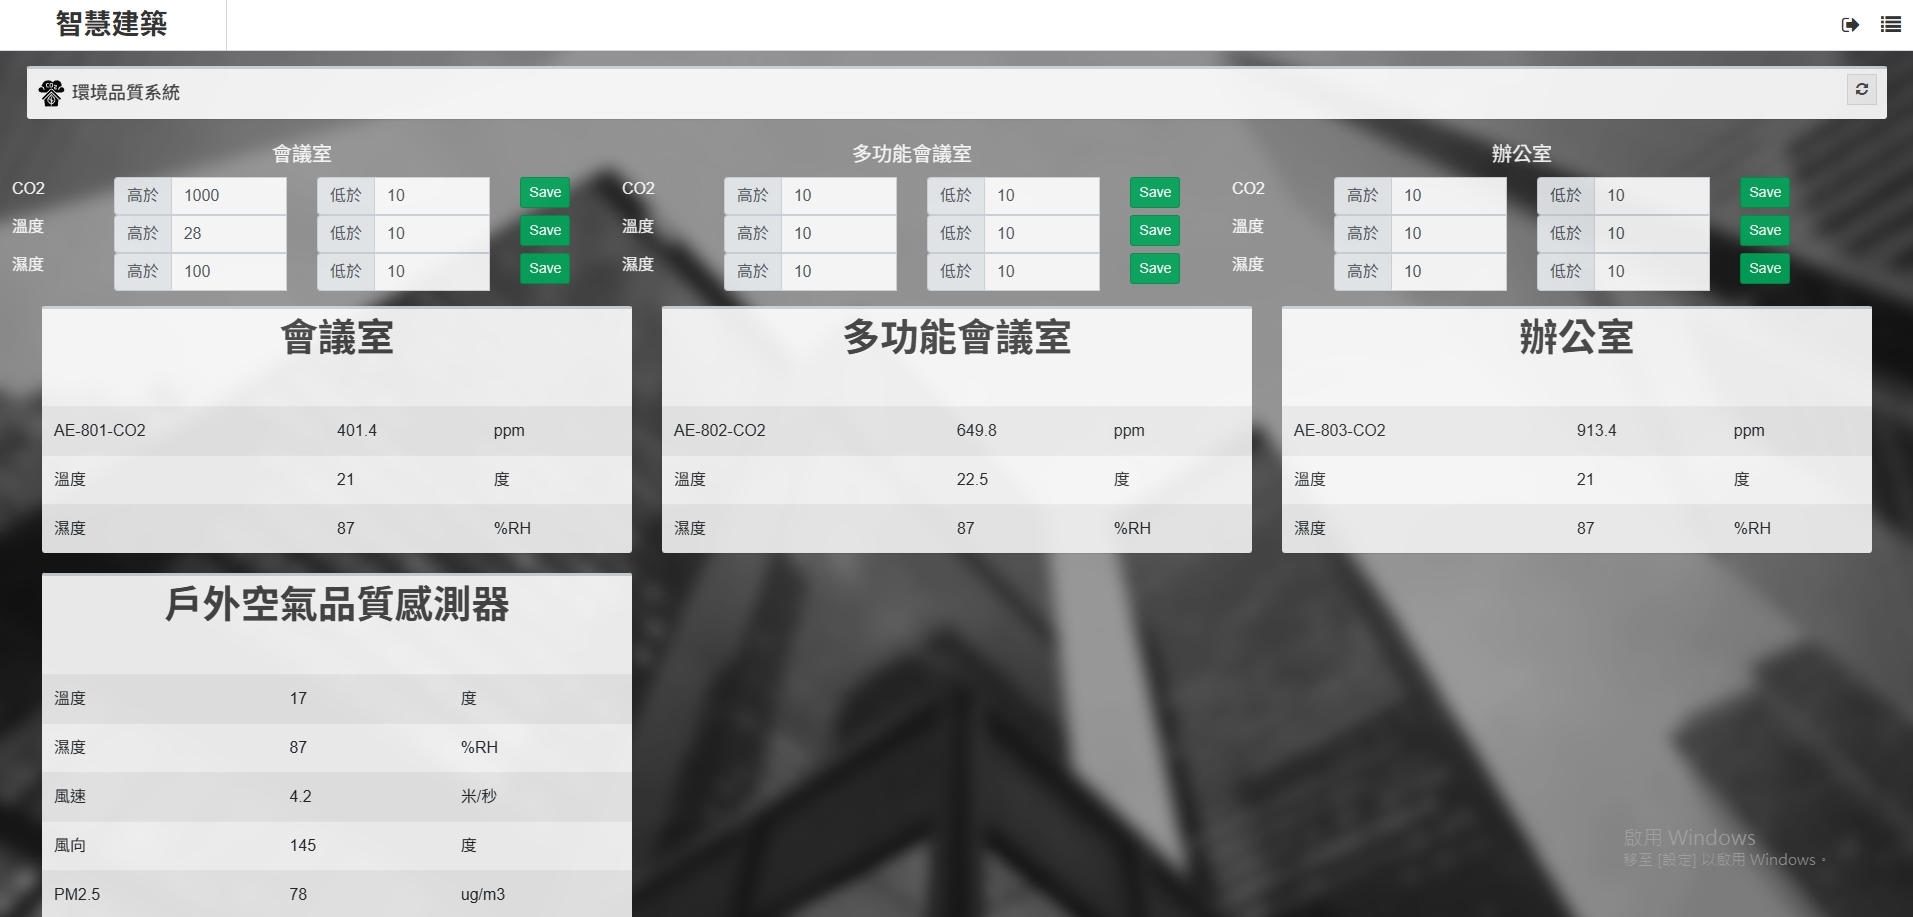 智慧建築
環境品質系統
會議室
CO2 高於 1000 低於 10 Save
溫度 高於 28 低於 10 Save
濕度 高於 100 低於 10 Save
多功能會議室
CO2 高於 10 低於 10 Save
溫度 高於 10 低於 10 Save
濕度 高於 10 低於 10 Save
辦公室
CO2 高於 10 低於 10 Save
溫度 高於 10 低於 10 Save
濕度 高於 10 低於 10 Save
會議室
AE-801-CO2 401.4 ppm
溫度 21 度
濕度 87 %RH
多功能會議室
AE-802-CO2 649.8 ppm
溫度 22.5 度
濕度 87 %RH
辦公室
AE-803-CO2 913.4 ppm
溫度 21 度
濕度 87 %RH
戶外空氣品質感測器
溫度 17 度
濕度 87 %RH
風速 4.2 米/秒
風向 145 度
PM2.5 78 ug/m3
啟用 Windows
移至 [設定] 以啟用 Windows。